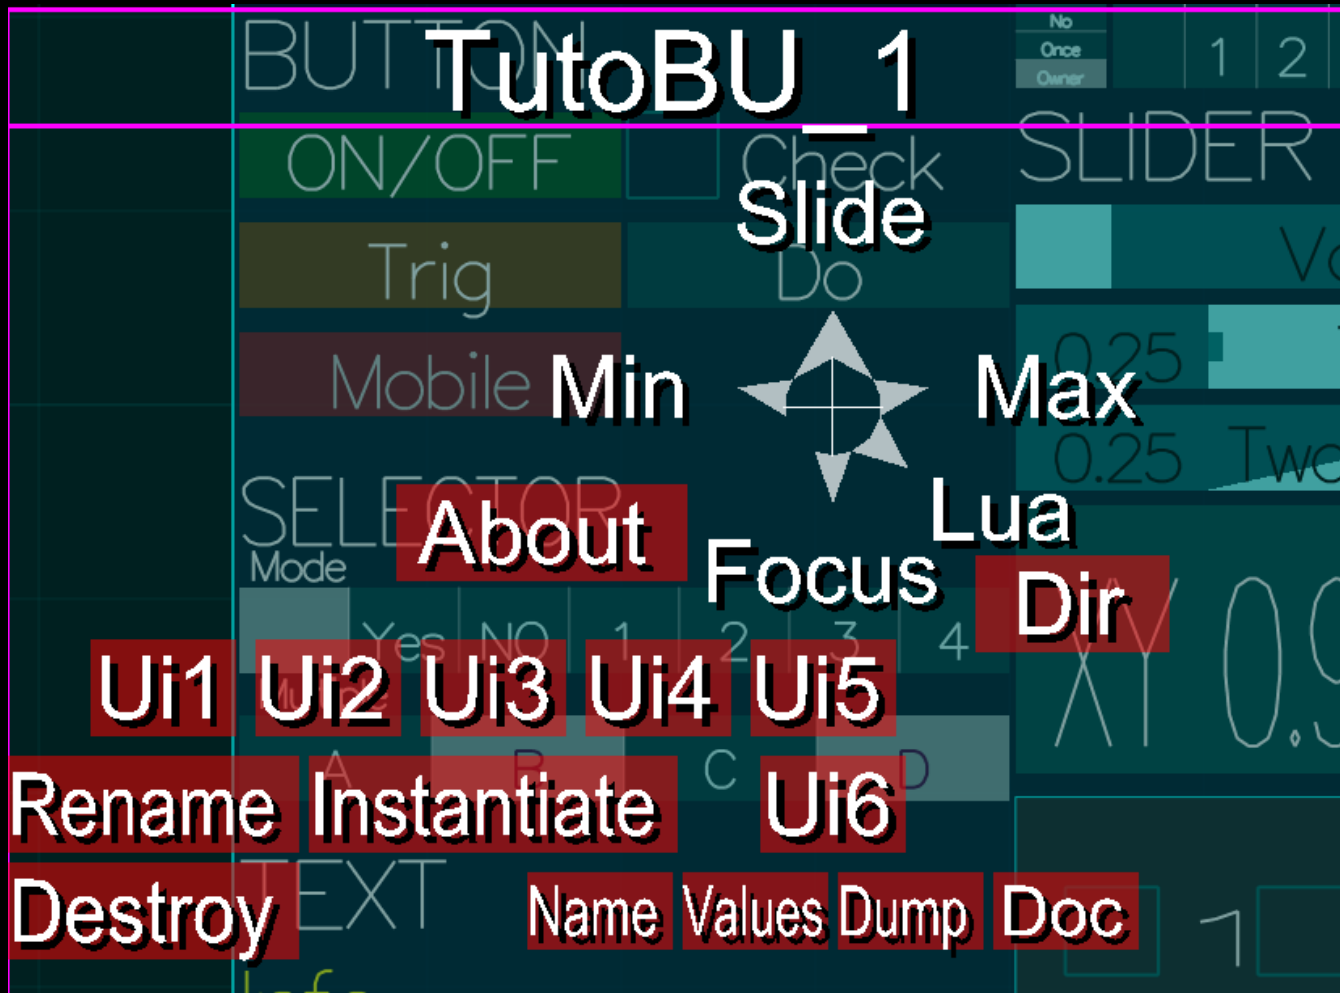 BUTTON
TutoBU_1
No
Once
Owner
1 2
ON/OFF
Check
SLIDER
Slide
Trig
Do
Mobile
Min
Max
0.25
0.25 Two
SELECTOR
About
Lua
Mode
Focus
Dir
Yes NO 1 2 3 4
XY
Ui1 Ui2 Ui3 Ui4 Ui5
A B C D
Rename Instantiate Ui6
TEXT
Destroy
Name Values Dump Doc
1